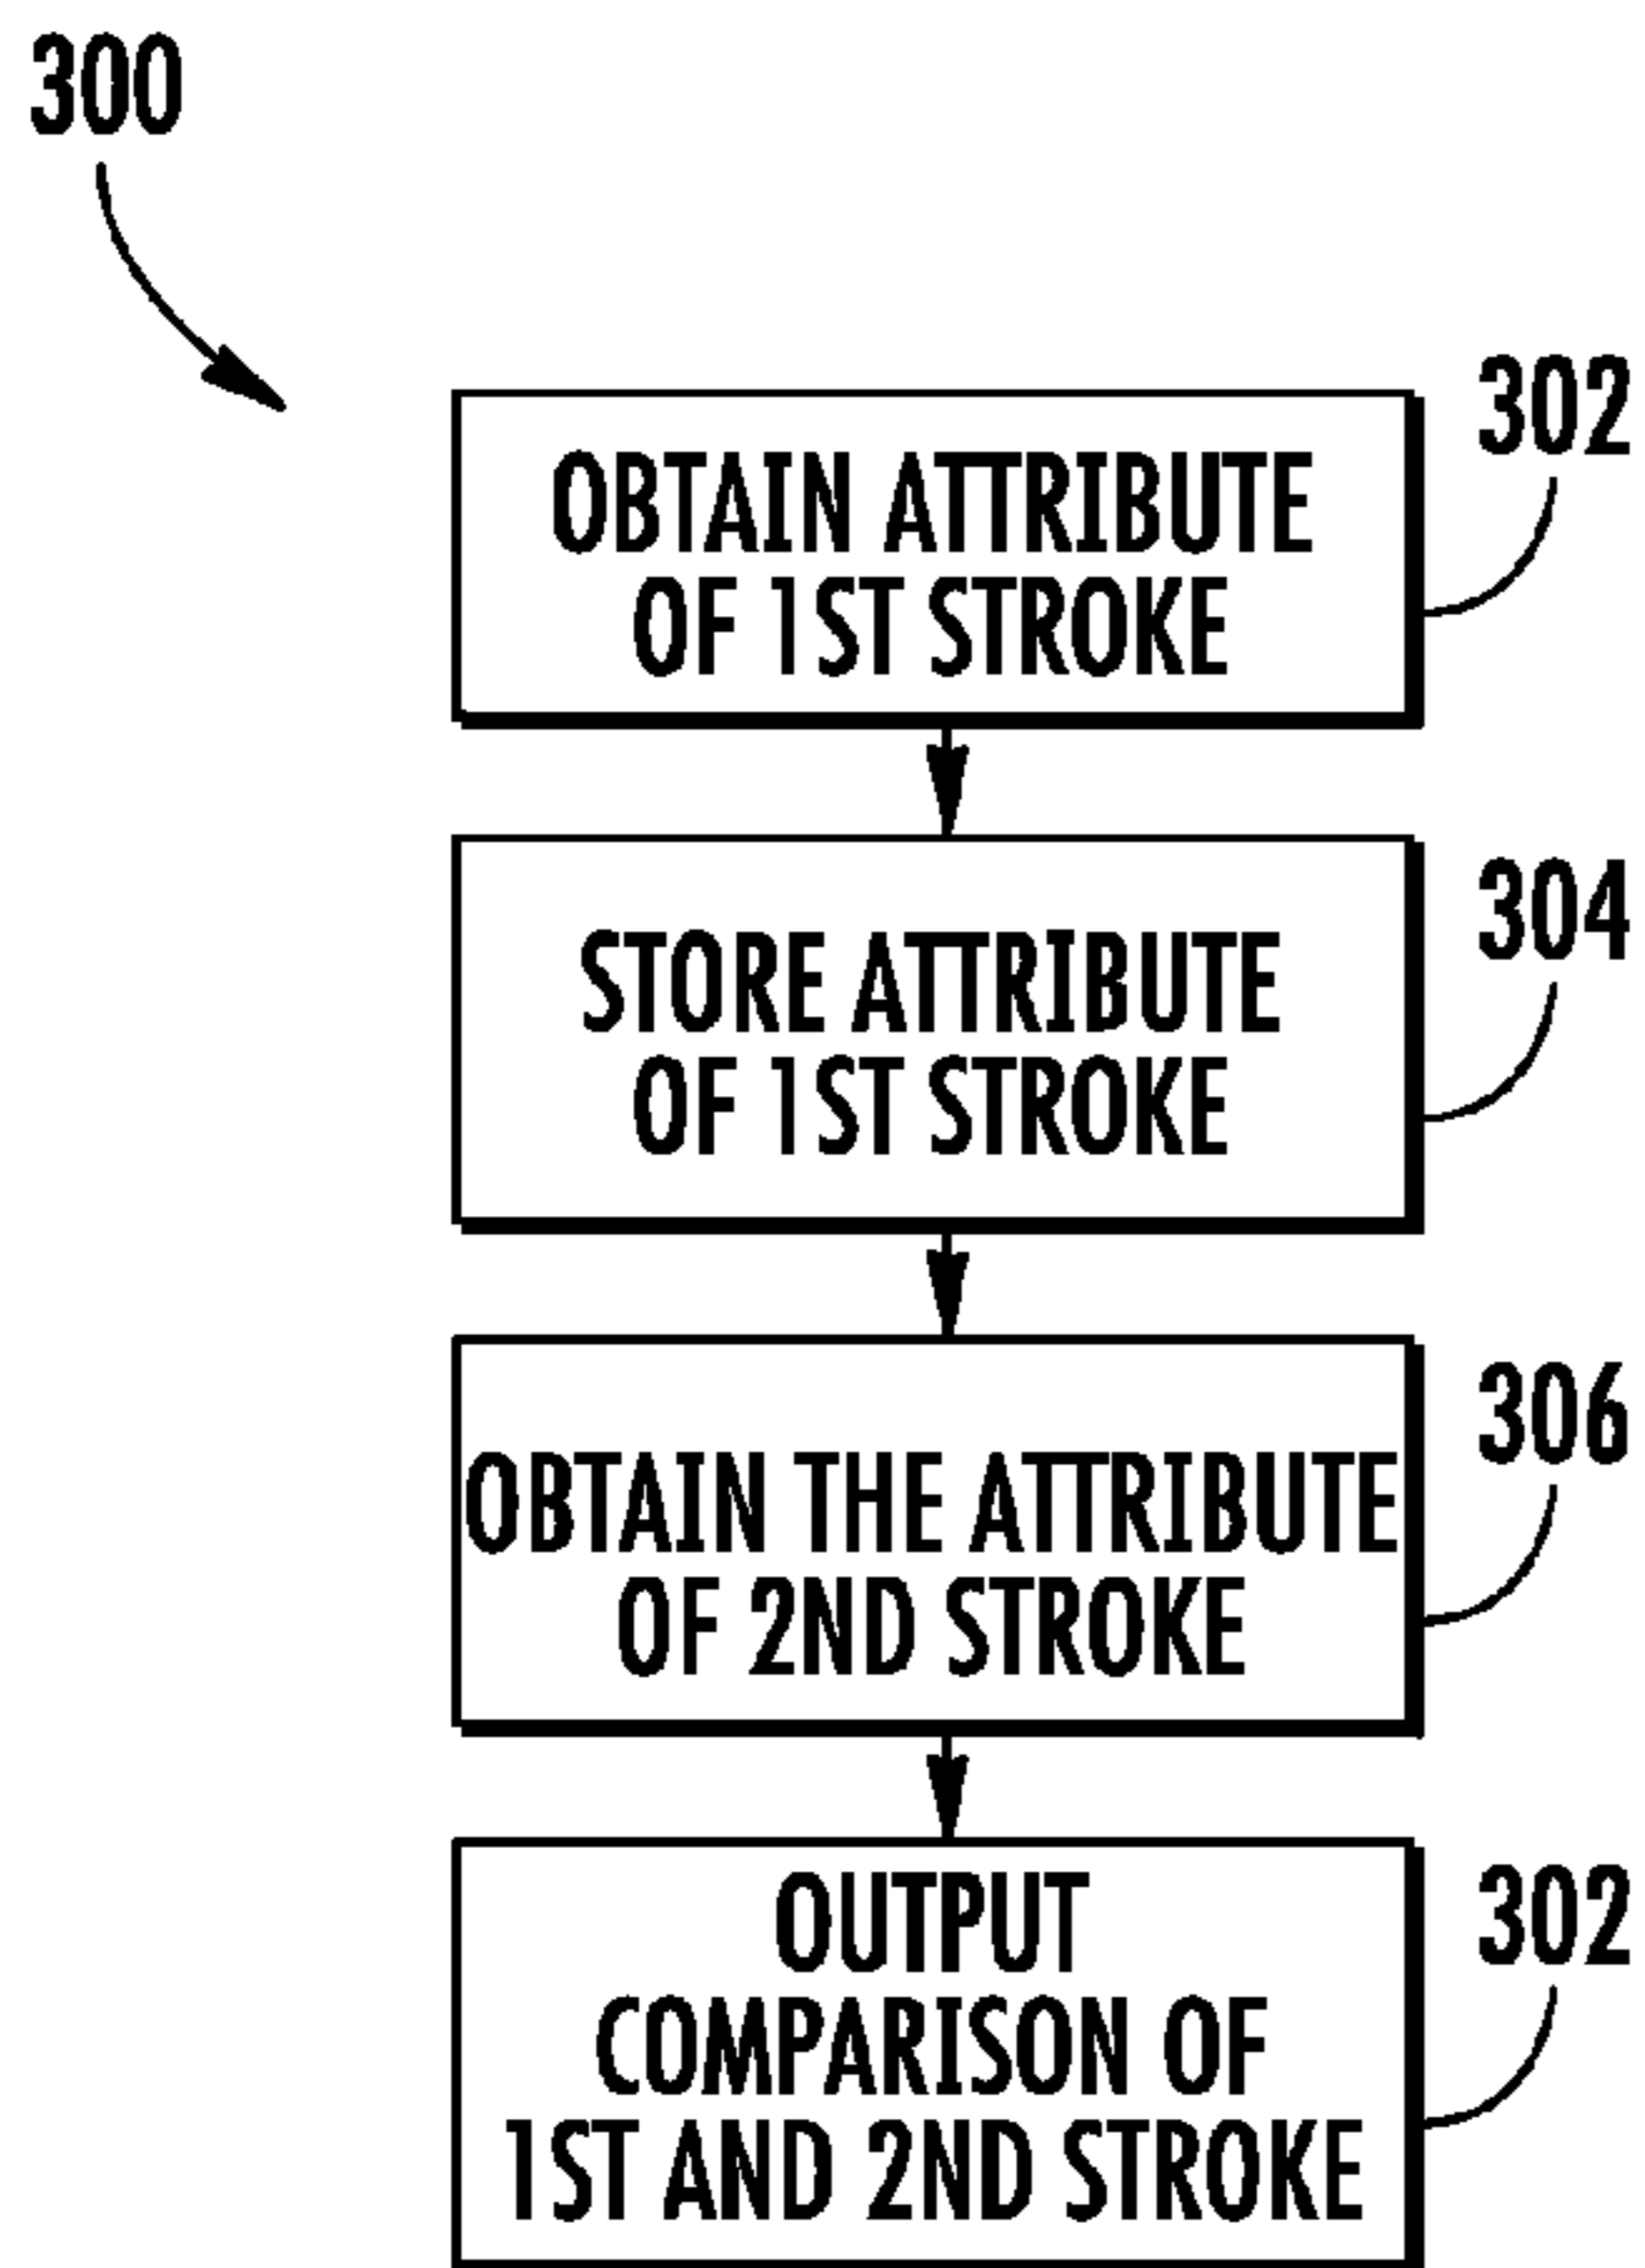 300
302
OBTAIN ATTRIBUTE
OF 1ST STROKE
304
STORE ATTRIBUTE
OF 1ST STROKE
306
OBTAIN THE ATTRIBUTE
OF 2ND STROKE
302
OUTPUT
COMPARISON OF
1ST AND 2ND STROKE